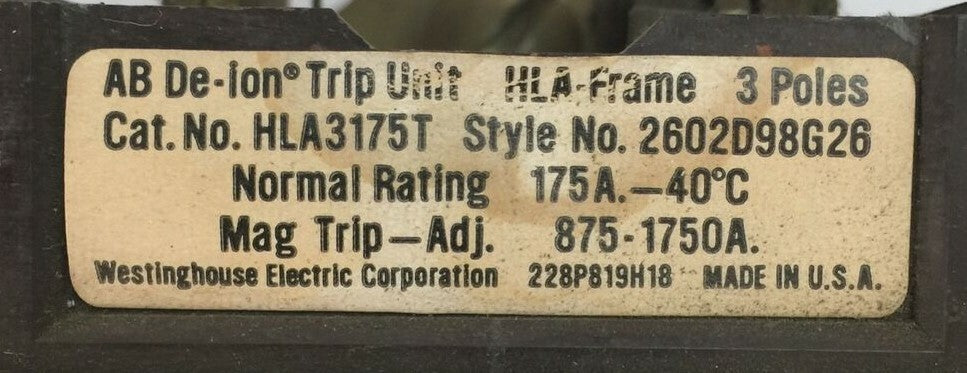 AB De-ion® Trip Unit HLA-Frame 3 Poles
Cat. No. HLA3175T Style No. 2602D98G26
Normal Rating 175A.-40°C
Mag Trip-Adj. 875-1750A.
Westinghouse Electric Corporation 228P819H18 MADE IN U.S.A.